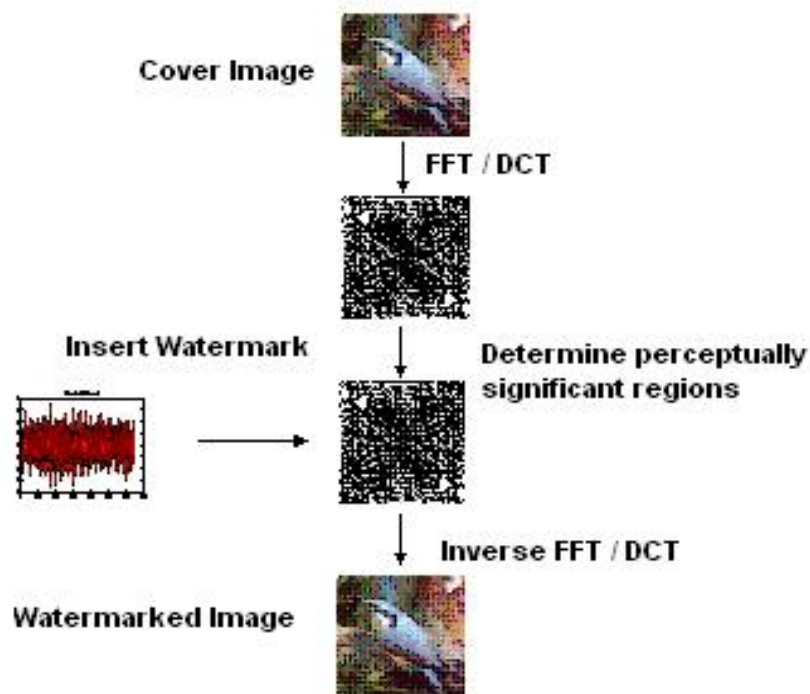 Cover Image
FFT / DCT
Insert Watermark
Determine perceptually
significant regions
Inverse FFT / DCT
Watermarked Image